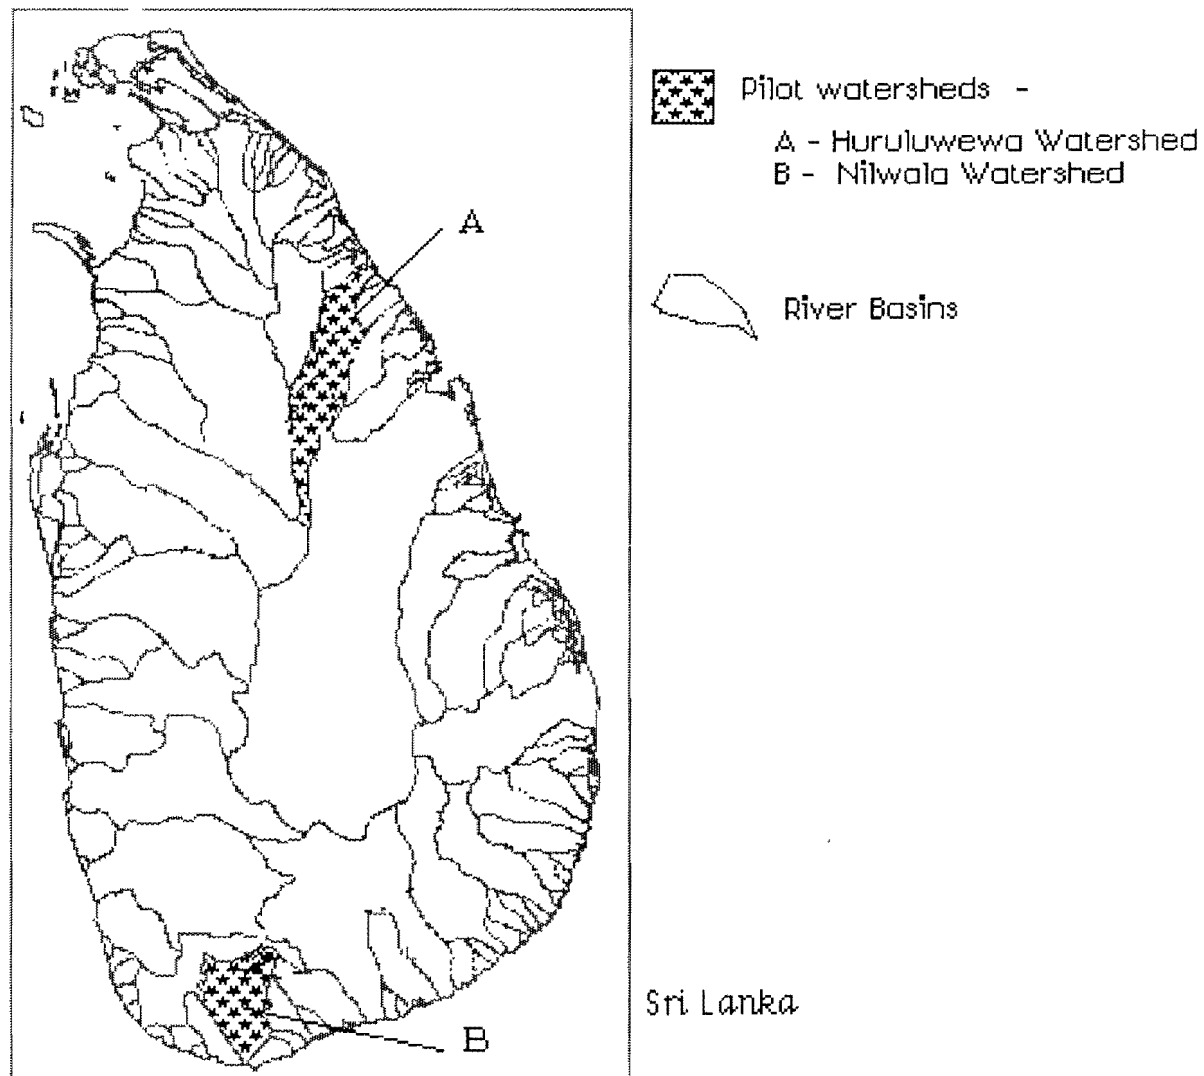 Pilot watersheds -
A - Huruluwewa Watershed
B - Nilwala Watershed
A
River Basins
Sri Lanka
B